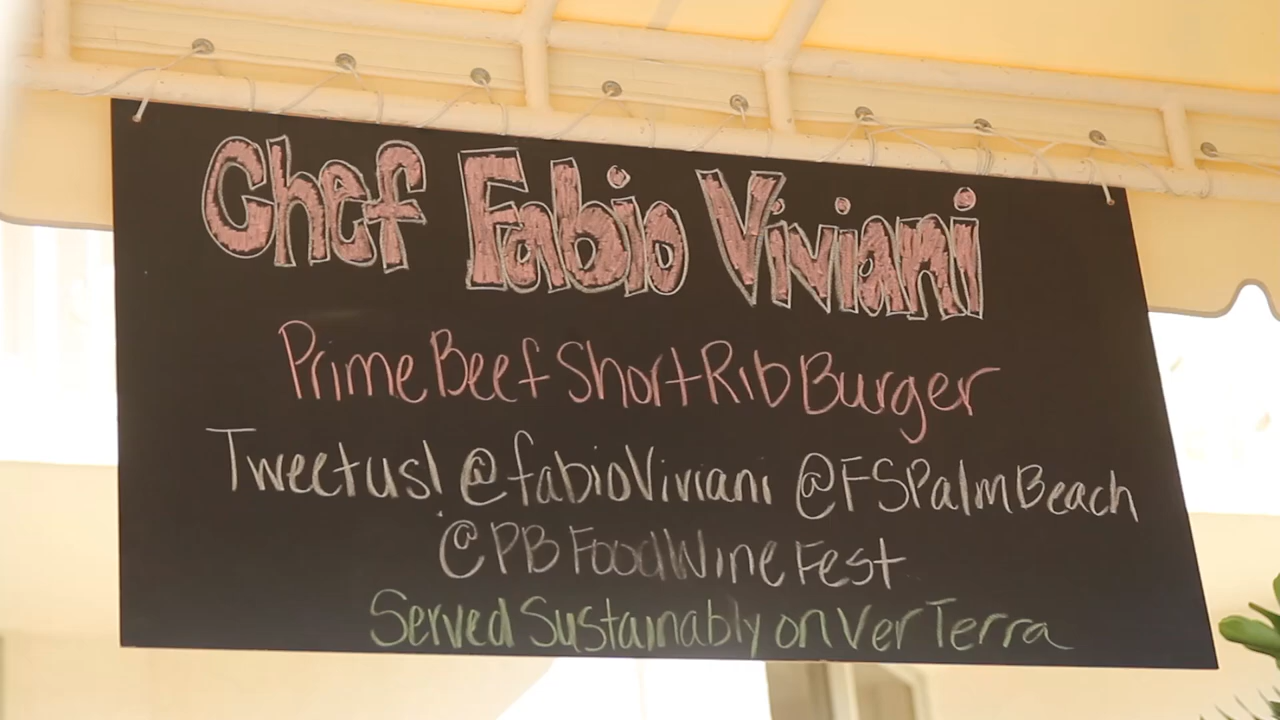 Chef Fabio Viviani
Prime Beef Short Rib Burger
Tweet us! @fabioViviani @FSPalmBeach
@PBFoodWineFest
Served Sustainably on VerTerra